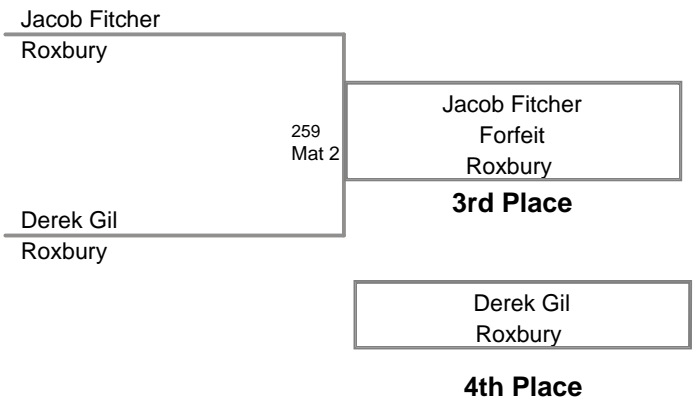 Jacob Fitcher
Roxbury
259
Mat 2
Jacob Fitcher
Forfeit
Roxbury
3rd Place
Derek Gil
Roxbury
Derek Gil
Roxbury
4th Place